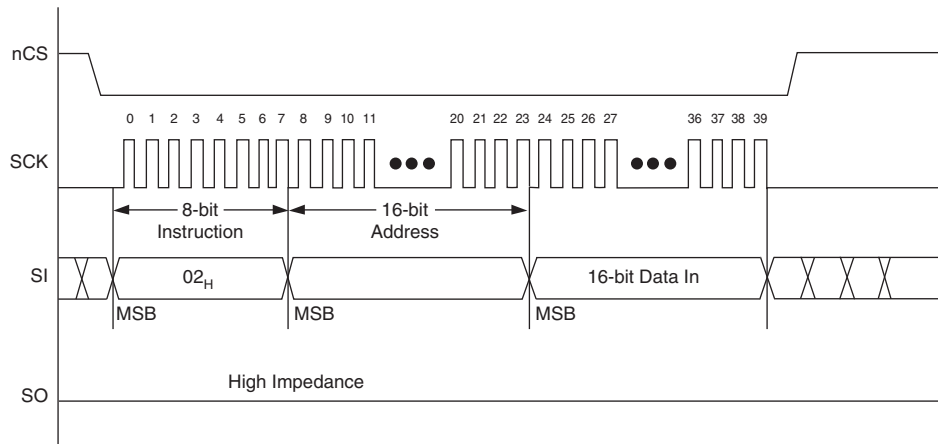 nCS
0 1 2 3 4 5 6 7 8 9 10 11 20 21 22 23 24 25 26 27 36 37 38 39
SCK
8-bit
Instruction
16-bit
Address
SI
02H
16-bit Data In
MSB
MSB
MSB
High Impedance
SO